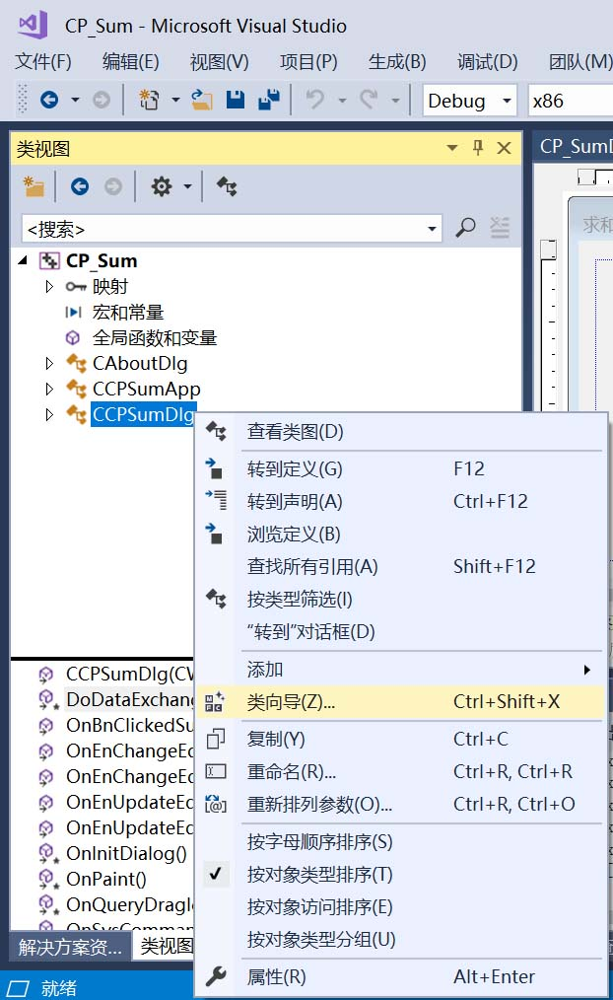 CP_Sum - Microsoft Visual Studio
文件(F) 编辑(E) 视图(V) 项目(P) 生成(B) 调试(D) 团队(M)
Debug x86
类视图
CP_SumD
<搜索>
求和
CP_Sum
映射
宏和常量
全局函数和变量
CAboutDlg
CCPSumApp
CCPSumDlg
查看类图(D)
转到定义(G) F12
转到声明(A) Ctrl+F12
浏览定义(B)
查找所有引用(A) Shift+F12
按类型筛选(I)
“转到”对话框(D)
添加
类向导(Z)... Ctrl+Shift+X
复制(Y) Ctrl+C
重命名(R)... Ctrl+R, Ctrl+R
重新排列参数(O)... Ctrl+R, Ctrl+O
按字母顺序排序(S)
按对象类型排序(T)
按对象访问排序(E)
按对象类型分组(U)
属性(R) Alt+Enter
CCPSumDlg(CW
DoDataExchan
OnBnClickedSu
OnEnChangeEd
OnEnChangeEd
OnEnUpdateEd
OnEnUpdateEd
OnInitDialog()
OnPaint()
OnQueryDragI
OnSysComman
解决方案资... 类视图
就绪